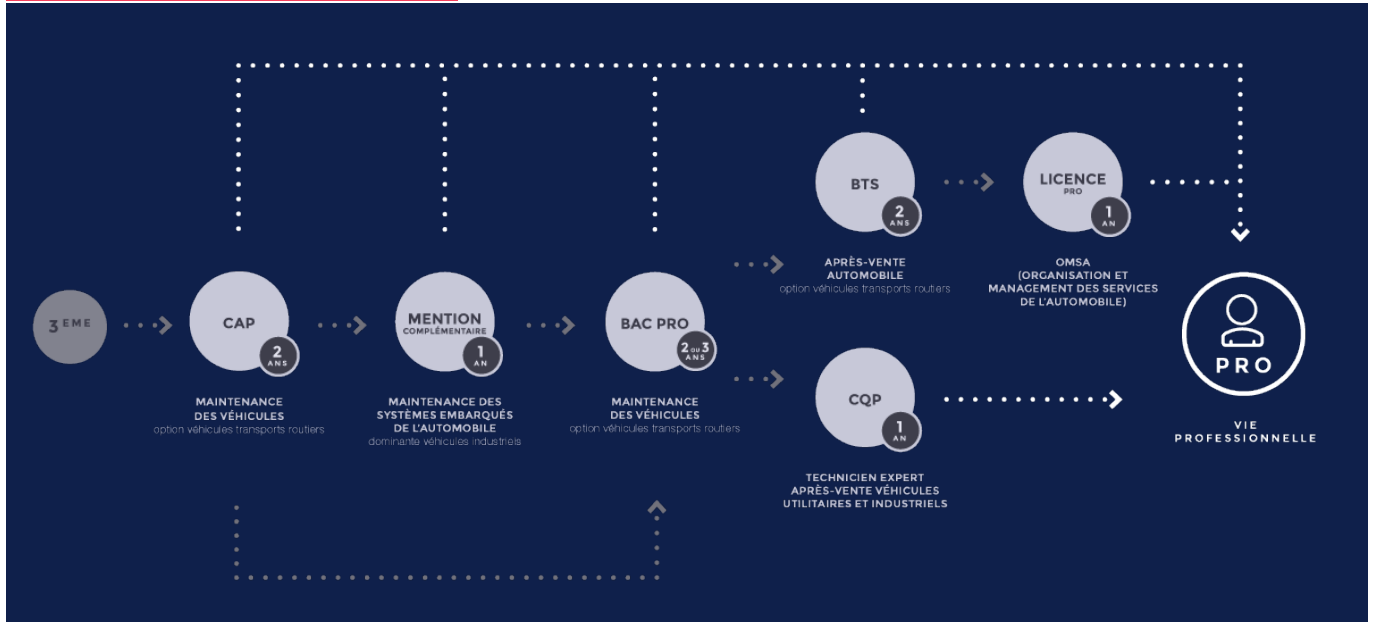 3EME
CAP
2
ANS
MAINTENANCE
DES VÉHICULES
option véhicules transports routiers
MENTION
COMPLÉMENTAIRE
1
AN
MAINTENANCE DES
SYSTÈMES EMBARQUÉS
DE L'AUTOMOBILE
dominante véhicules industriels
BAC PRO
2 OU 3
ANS
MAINTENANCE
DES VÉHICULES
option véhicules transports routiers
BTS
2
ANS
APRÈS-VENTE
AUTOMOBILE
option véhicules transports routiers
LICENCE
PRO
1
AN
OMSA
(ORGANISATION ET
MANAGEMENT DES SERVICES
DE L'AUTOMOBILE)
CQP
1
AN
TECHNICIEN EXPERT
APRÈS-VENTE VÉHICULES
UTILITAIRES ET INDUSTRIELS
PRO
VIE
PROFESSIONNELLE